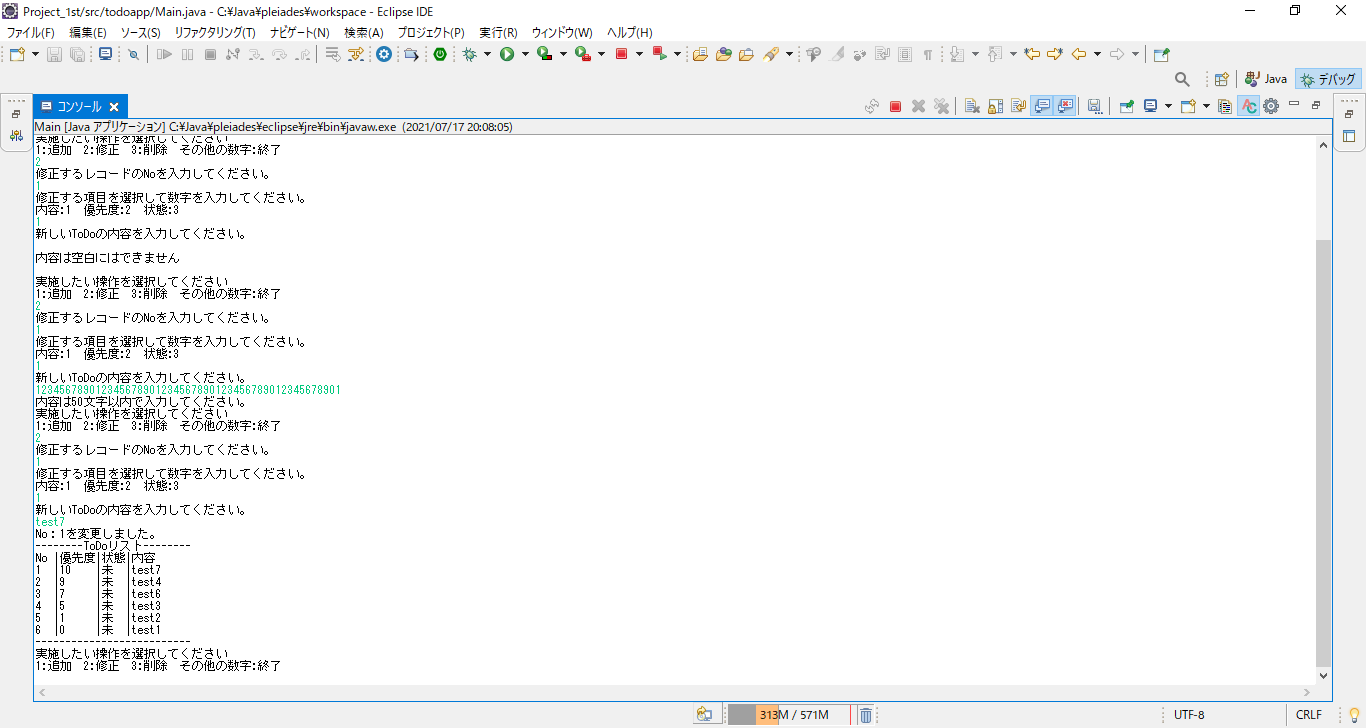 Project_1st/src/todoapp/Main.java - C:¥Java¥pleiades¥workspace - Eclipse IDE
ファイル(F) 編集(E) ソース(S) リファクタリング(T) ナビゲート(N) 検索(A) プロジェクト(P) 実行(R) ウィンドウ(W) ヘルプ(H)
Java デバッグ
コンソール
Main [Java アプリケーション] C:¥Java¥pleiades¥eclipse¥jre¥bin¥javaw.exe (2021/07/17 20:08:05)
実施したい操作を選択してください
1:追加 2:修正 3:削除 その他の数字:終了
2
修正するレコードのNoを入力してください。
1
修正する項目を選択して数字を入力してください。
内容:1 優先度:2 状態:3
1
新しいToDoの内容を入力してください。
内容は空白にはできません
実施したい操作を選択してください
1:追加 2:修正 3:削除 その他の数字:終了
2
修正するレコードのNoを入力してください。
1
修正する項目を選択して数字を入力してください。
内容:1 優先度:2 状態:3
1
新しいToDoの内容を入力してください。
123456789012345678901234567890123456789012345678901
内容は50文字以内で入力してください。
実施したい操作を選択してください
1:追加 2:修正 3:削除 その他の数字:終了
2
修正するレコードのNoを入力してください。
1
修正する項目を選択して数字を入力してください。
内容:1 優先度:2 状態:3
1
新しいToDoの内容を入力してください。
test7
No:1を変更しました。
--------ToDoリスト--------
No |優先度|状態|内容
1 |10 |未 |test7
2 |9 |未 |test4
3 |7 |未 |test6
4 |5 |未 |test3
5 |1 |未 |test2
6 |0 |未 |test1
--------------------------
実施したい操作を選択してください
1:追加 2:修正 3:削除 その他の数字:終了
313M / 571M UTF-8 CRLF